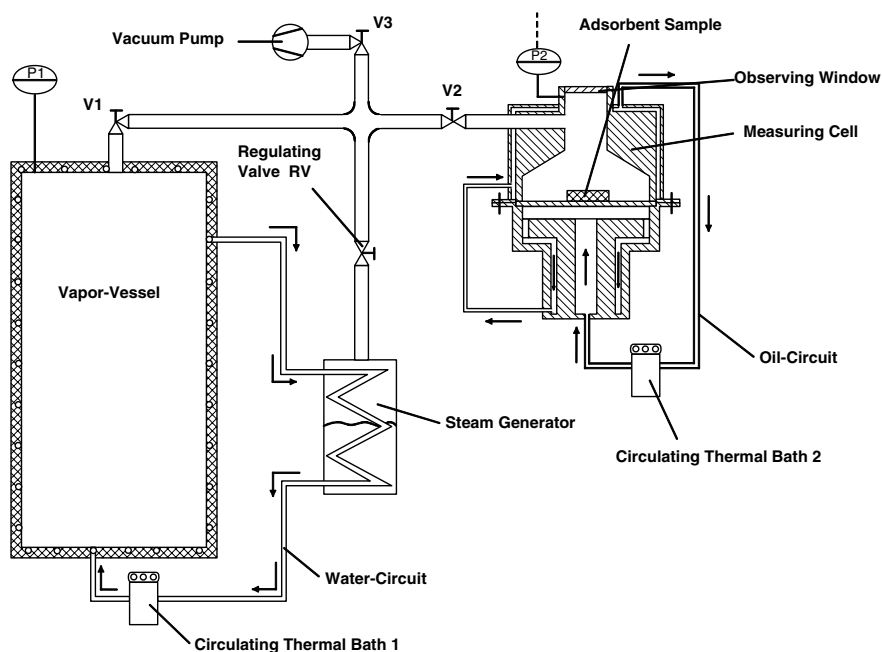 V3
Vacuum Pump
Adsorbent Sample
P1
P2
Observing Window
V1
V2
Measuring Cell
Regulating
Valve RV
Vapor-Vessel
Oil-Circuit
Steam Generator
Circulating Thermal Bath 2
Water-Circuit
Circulating Thermal Bath 1